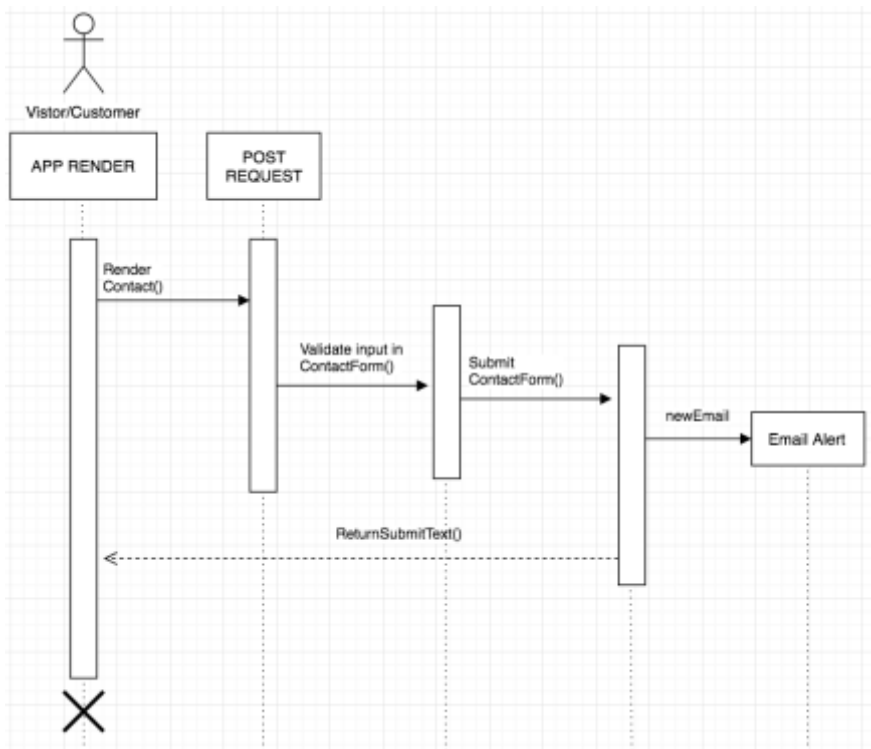 Vistor/Customer
APP RENDER
POST
REQUEST
Render
Contact()
Validate input in
ContactForm()
Submit
ContactForm()
newEmail
Email Alert
ReturnSubmitText()